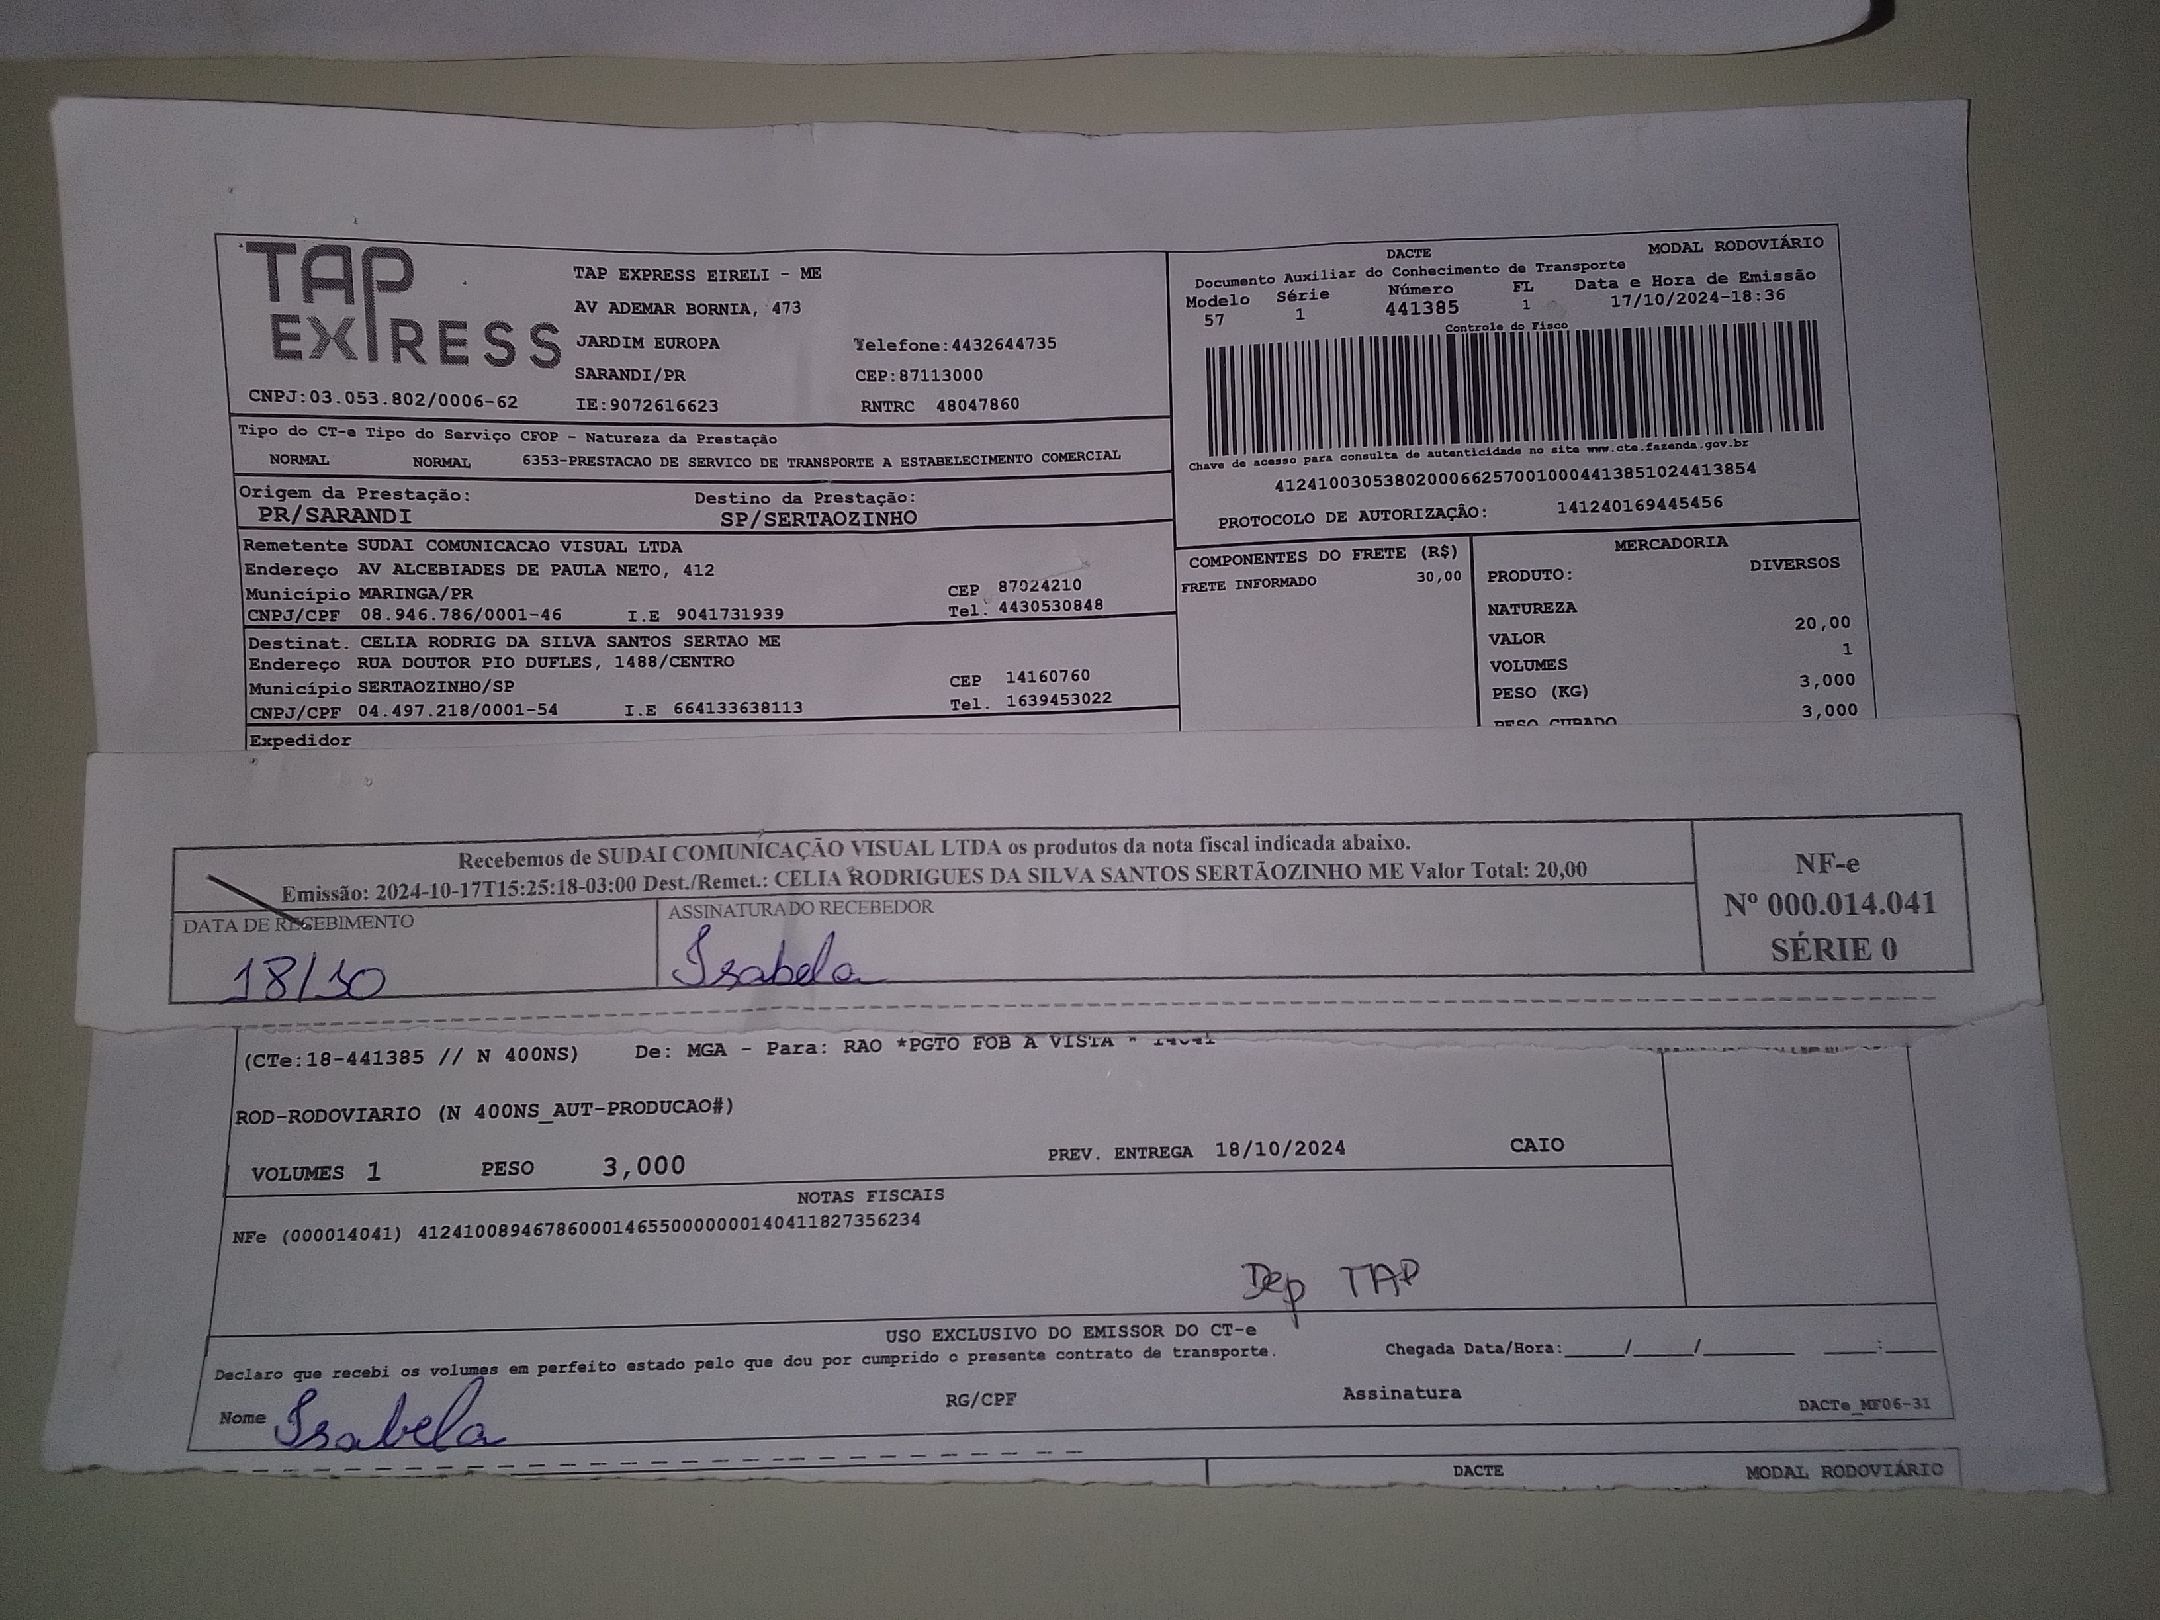 TAP
EXPRESS
TAP EXPRESS EIRELI - ME
AV ADEMAR BORNIA, 473
JARDIM EUROPA
Telefone:4432644735
SARANDI/PR
CEP:87113000
CNPJ:03.053.802/0006-62
IE:9072616623
RNTRC 48047860
DACTE
MODAL RODOVIÁRIO
Documento Auxiliar do Conhecimento de Transporte
Modelo Série Número FL Data e Hora de Emissão
57 1 441385 1 17/10/2024-18:36
Controle do Fisco
Chave de acesso para consulta de autenticidade no site www.cte.fazenda.gov.br
41241003053802000662570010004413851024413854
PROTOCOLO DE AUTORIZAÇÃO: 141240169445456
Tipo do CT-e Tipo do Serviço CFOP - Natureza da Prestação
NORMAL NORMAL 6353-PRESTACAO DE SERVICO DE TRANSPORTE A ESTABELECIMENTO COMERCIAL
Origem da Prestação: Destino da Prestação:
PR/SARANDI SP/SERTAOZINHO
Remetente SUDAI COMUNICACAO VISUAL LTDA
Endereço AV ALCEBIADES DE PAULA NETO, 412
Município MARINGA/PR CEP 87024210
CNPJ/CPF 08.946.786/0001-46 I.E 9041731939 Tel. 4430530848
Destinat. CELIA RODRIG DA SILVA SANTOS SERTAO ME
Endereço RUA DOUTOR PIO DUFLES, 1488/CENTRO
Município SERTAOZINHO/SP CEP 14160760
CNPJ/CPF 04.497.218/0001-54 I.E 664133638113 Tel. 1639453022
Expedidor
COMPONENTES DO FRETE (R$)
FRETE INFORMADO 30,00
MERCADORIA
PRODUTO: DIVERSOS
NATUREZA
VALOR 20,00
VOLUMES 1
PESO (KG) 3,000
PESO CUBADO 3,000
Recebemos de SUDAI COMUNICAÇÃO VISUAL LTDA os produtos da nota fiscal indicada abaixo.
Emissão: 2024-10-17T15:25:18-03:00 Dest./Remet.: CELIA RODRIGUES DA SILVA SANTOS SERTÃOZINHO ME Valor Total: 20,00
DATA DE RECEBIMENTO
18/10
ASSINATURA DO RECEBEDOR
Isabela
NF-e
Nº 000.014.041
SÉRIE 0
(CTe:18-441385 // N 400NS) De: MGA - Para: RAO *PGTO FOB A VISTA * 14041
ROD-RODOVIARIO (N 400NS_AUT-PRODUCAO#)
VOLUMES 1 PESO 3,000 PREV. ENTREGA 18/10/2024 CAIO
NOTAS FISCAIS
NFe (000014041) 41241008946786000146550000000140411827356234
Dep TAP
USO EXCLUSIVO DO EMISSOR DO CT-e
Declaro que recebi os volumes em perfeito estado pelo que dou por cumprido o presente contrato de transporte.
Chegada Data/Hora:_____/_____/________ ____:____
Nome Isabela RG/CPF Assinatura
DACTe_MF06-31
DACTE MODAL RODOVIÁRIO